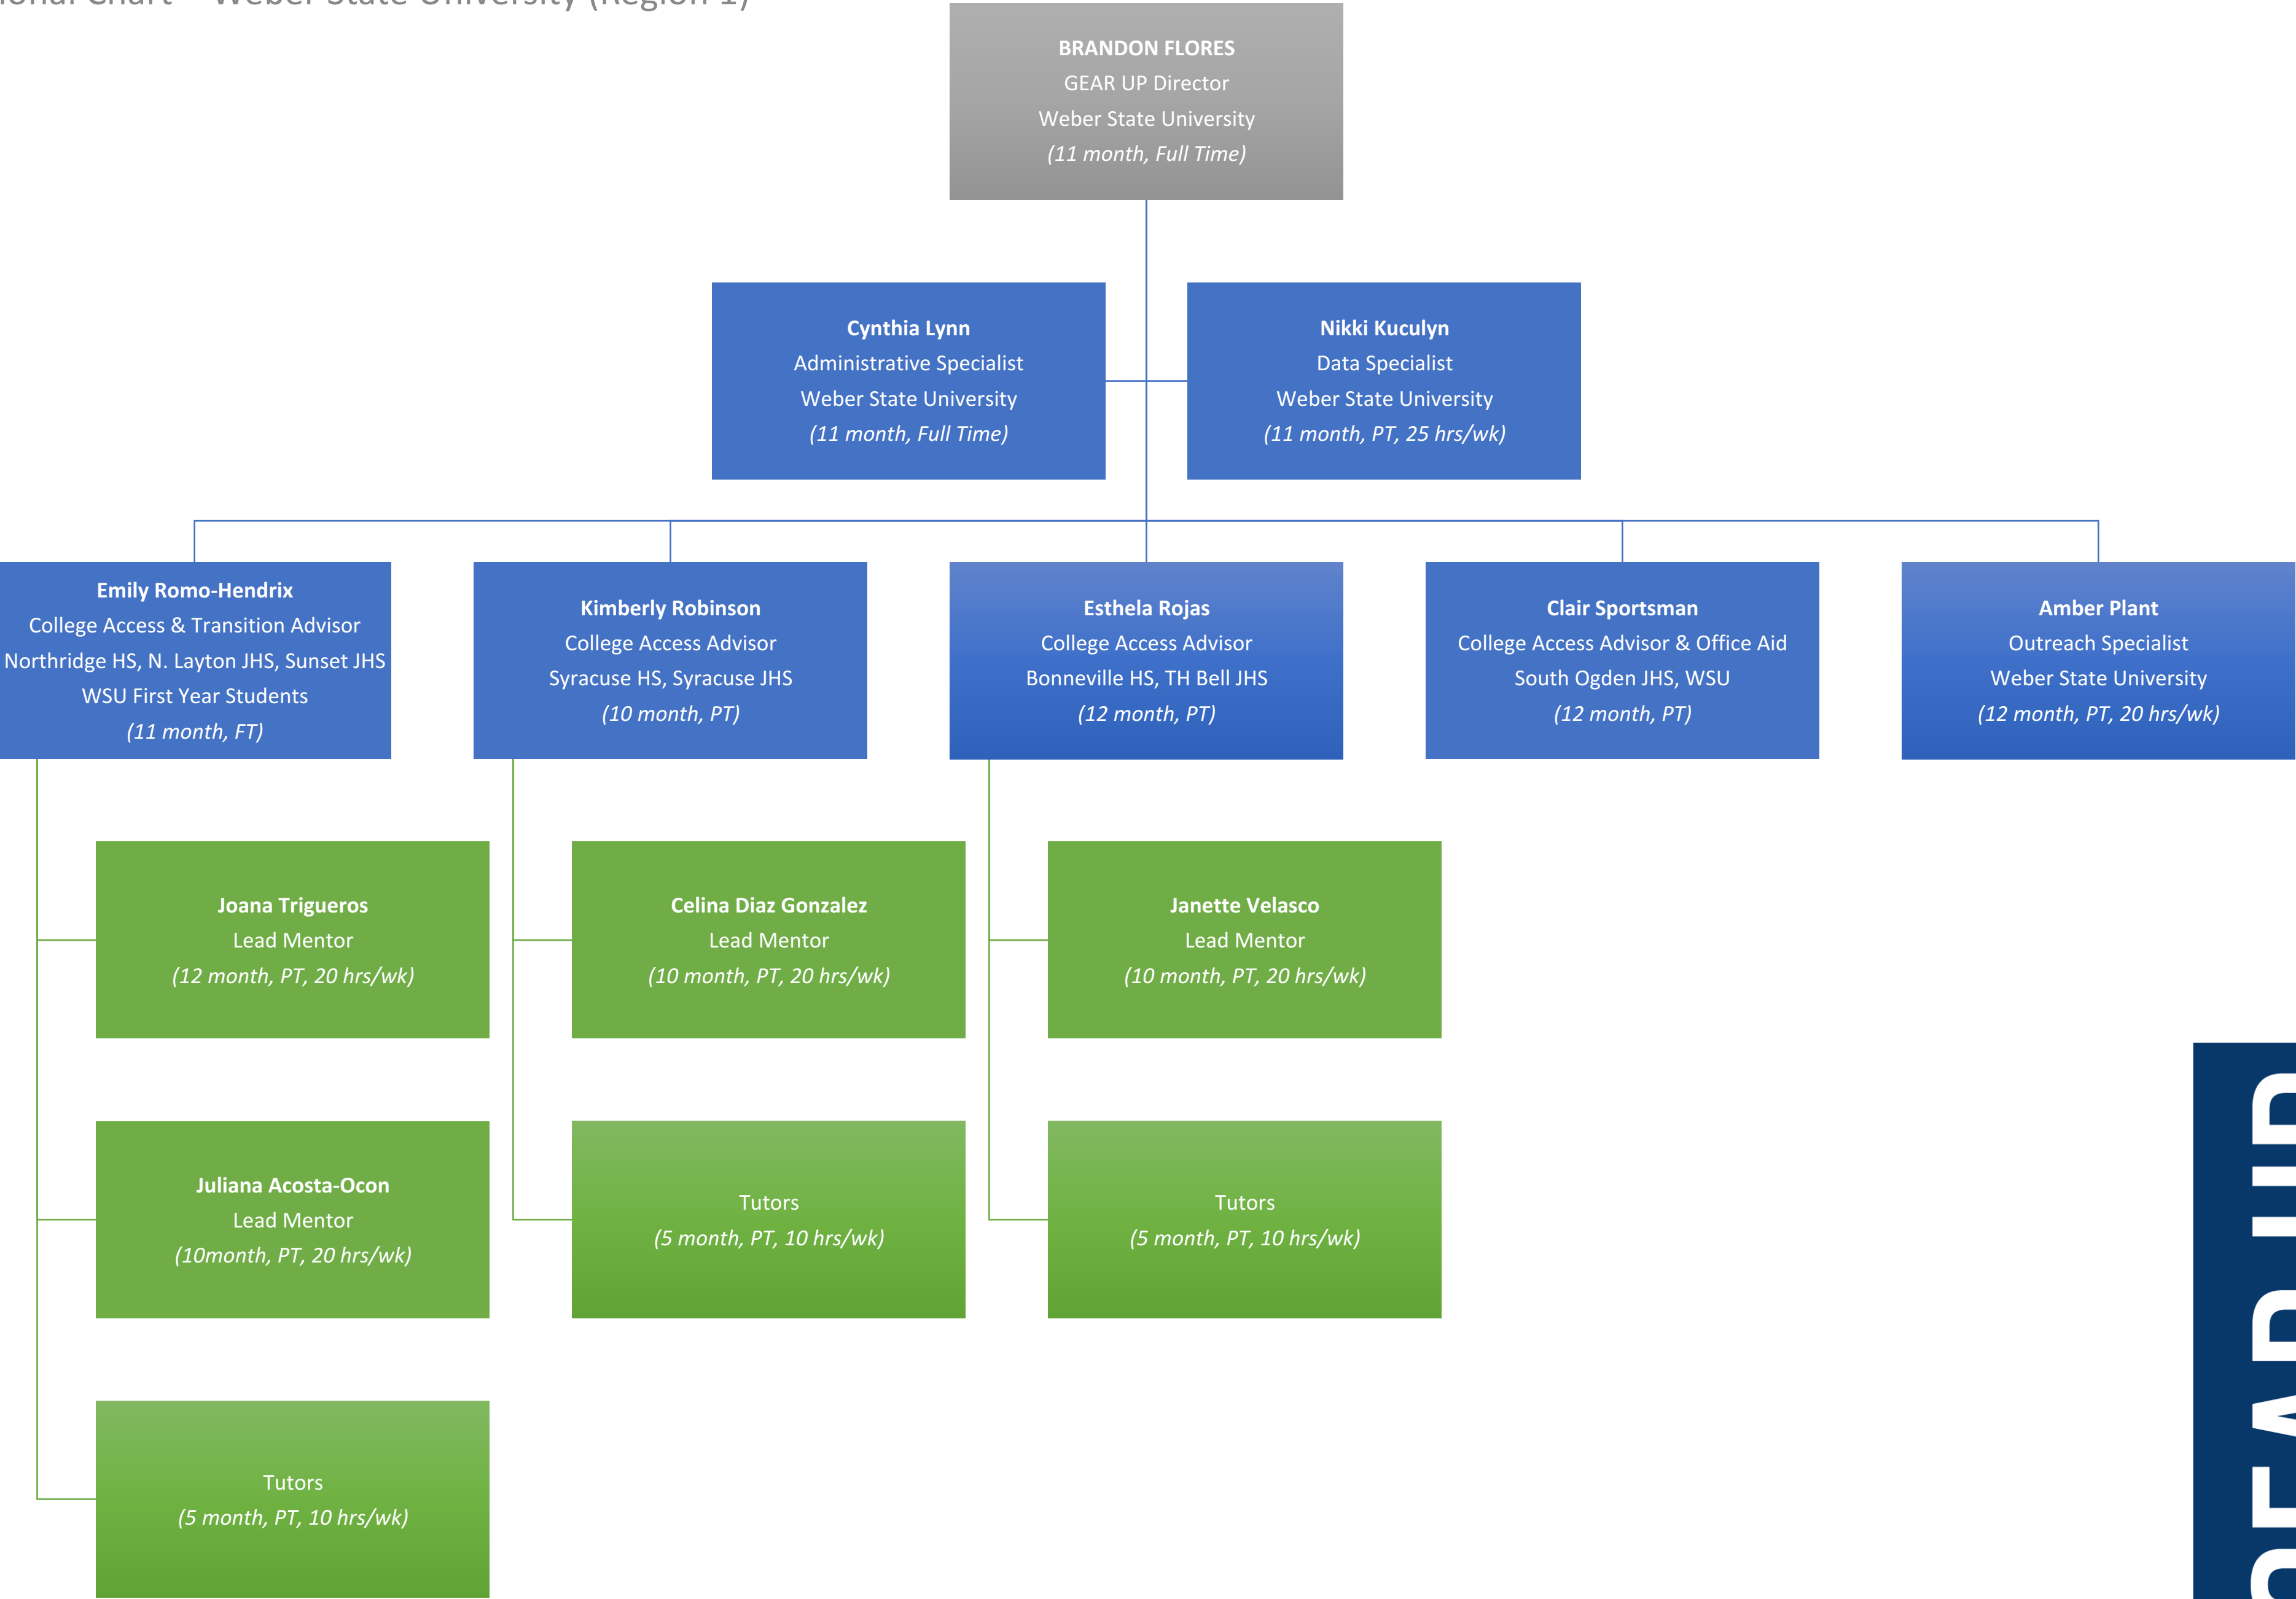 Chart – Weber State University (Region 1)
BRANDON FLORES
GEAR UP Director
Weber State University
(11 month, Full Time)
Cynthia Lynn
Administrative Specialist
Weber State University
(11 month, Full Time)
Nikki Kuculyn
Data Specialist
Weber State University
(11 month, PT, 25 hrs/wk)
Emily Romo-Hendrix
College Access & Transition Advisor
Northridge HS, N. Layton JHS, Sunset JHS
WSU First Year Students
(11 month, FT)
Kimberly Robinson
College Access Advisor
Syracuse HS, Syracuse JHS
(10 month, PT)
Esthela Rojas
College Access Advisor
Bonneville HS, TH Bell JHS
(12 month, PT)
Clair Sportsman
College Access Advisor & Office Aid
South Ogden JHS, WSU
(12 month, PT)
Amber Plant
Outreach Specialist
Weber State University
(12 month, PT, 20 hrs/wk)
Joana Trigueros
Lead Mentor
(12 month, PT, 20 hrs/wk)
Celina Diaz Gonzalez
Lead Mentor
(10 month, PT, 20 hrs/wk)
Janette Velasco
Lead Mentor
(10 month, PT, 20 hrs/wk)
Juliana Acosta-Ocon
Lead Mentor
(10month, PT, 20 hrs/wk)
Tutors
(5 month, PT, 10 hrs/wk)
Tutors
(5 month, PT, 10 hrs/wk)
Tutors
(5 month, PT, 10 hrs/wk)
GEAR UP